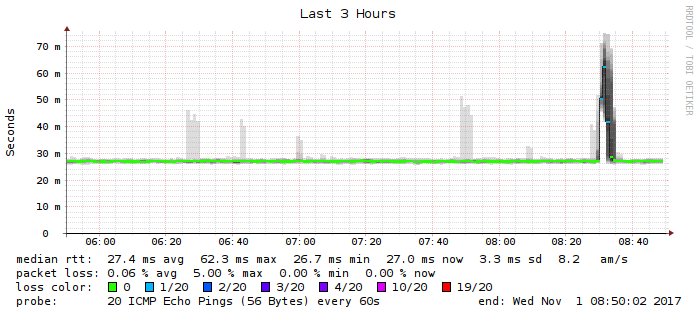 Last 3 Hours
RRDTOOL / TOBI OETIKER
Seconds
70 m
60 m
50 m
40 m
30 m
20 m
10 m
0
06:00 06:20 06:40 07:00 07:20 07:40 08:00 08:20 08:40
median rtt: 27.4 ms avg 62.3 ms max 26.7 ms min 27.0 ms now 3.3 ms sd 8.2 am/s
packet loss: 0.06 % avg 5.00 % max 0.00 % min 0.00 % now
loss color: 0 1/20 2/20 3/20 4/20 10/20 19/20
probe: 20 ICMP Echo Pings (56 Bytes) every 60s end: Wed Nov 1 08:50:02 2017